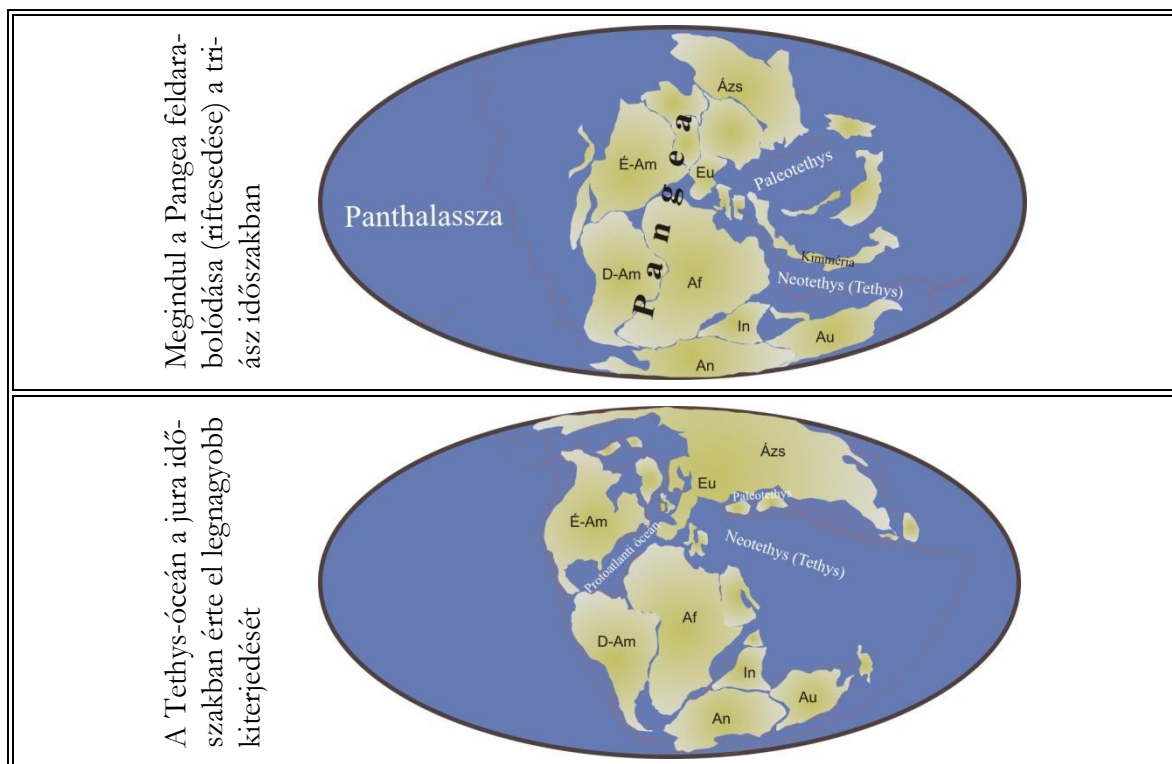 Megindul a Pangea feldara-
bolódása (riftesedése) a tri-
ász időszakban
Ázs
É-Am
Eu
Pangea
Paleotethys
Panthalassza
Kimméria
D-Am
Af
Neotethys (Tethys)
In
Au
An
A Tethys-óceán a jura idő-
szakban érte el legnagyobb
kiterjedését
Ázs
Eu
Paleotethys
É-Am
Protoatlanti óceán
Neotethys (Tethys)
Af
D-Am
In
Au
An